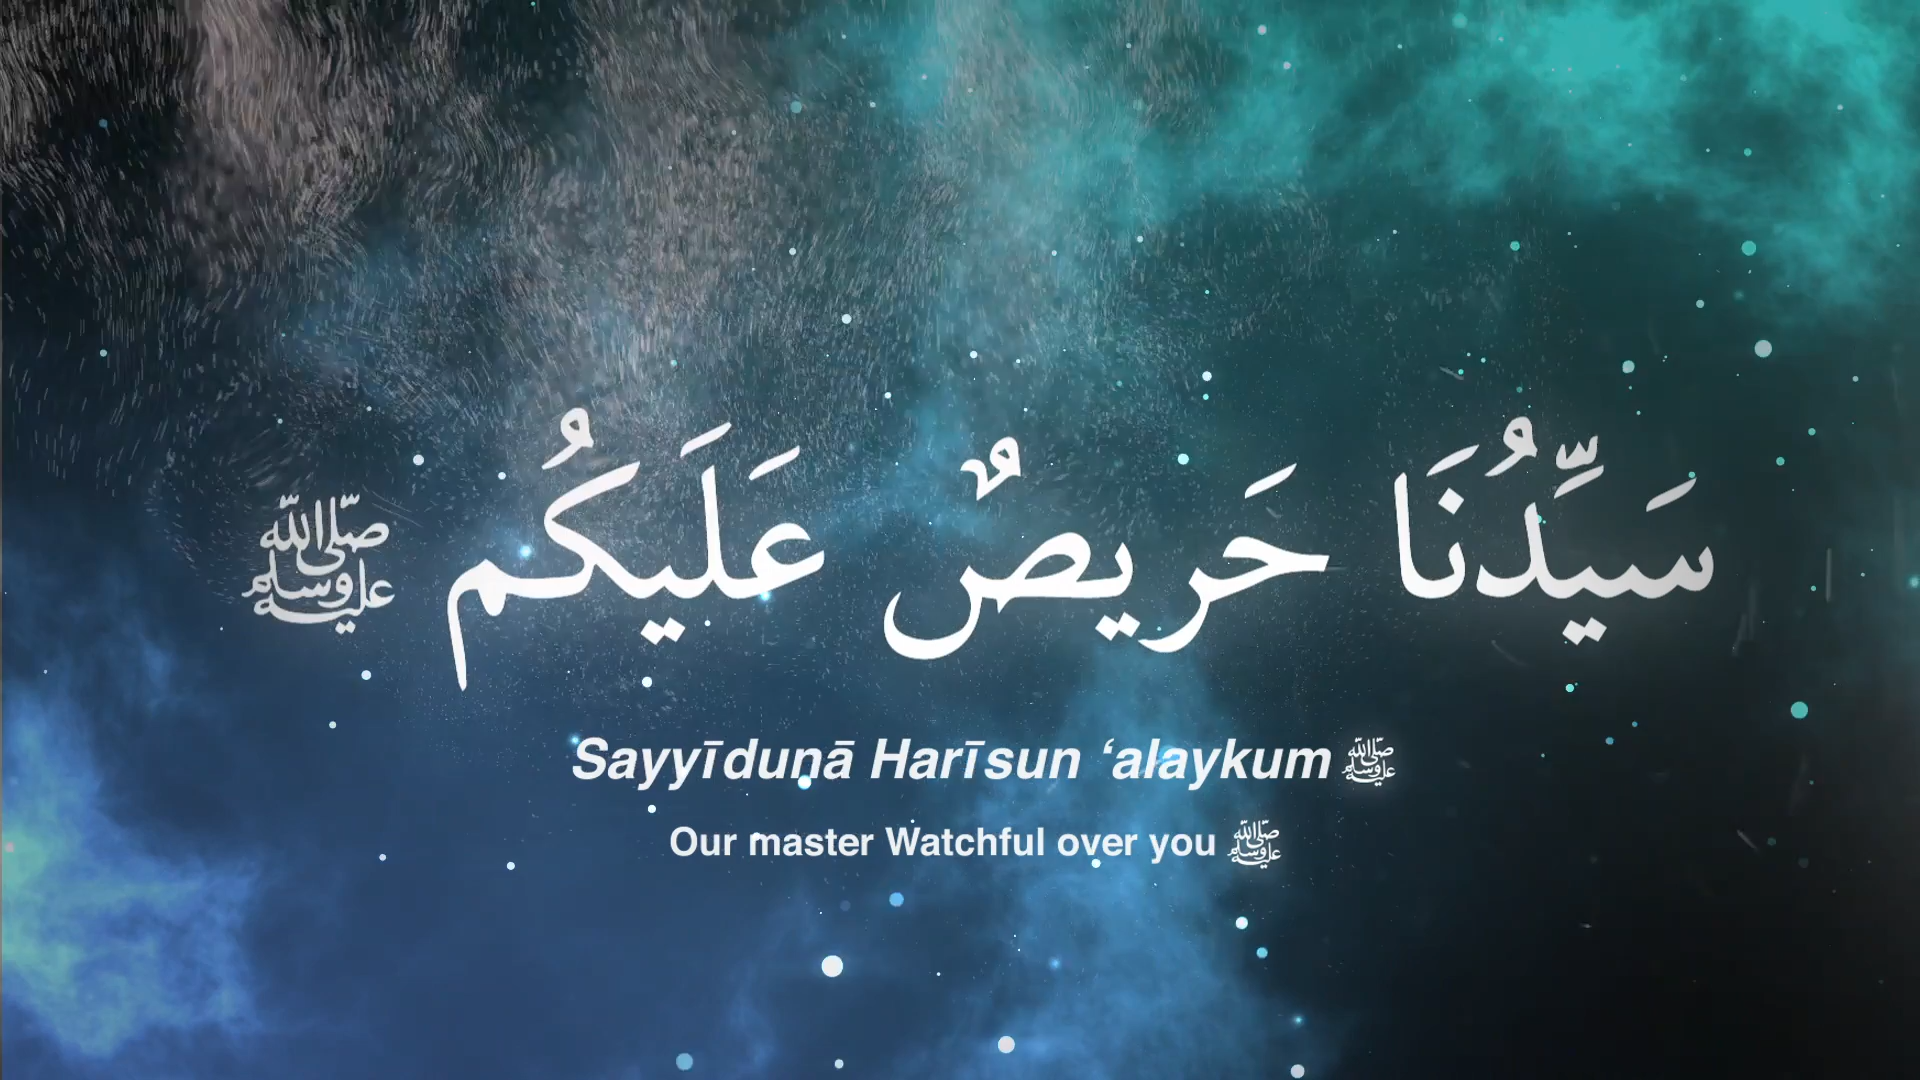 سَيِّدُنَا حَريصٌ عَلَيكُم ﷺ
Sayyīdunā Harīsun ‘alaykum ﷺ
Our master Watchful over you ﷺ